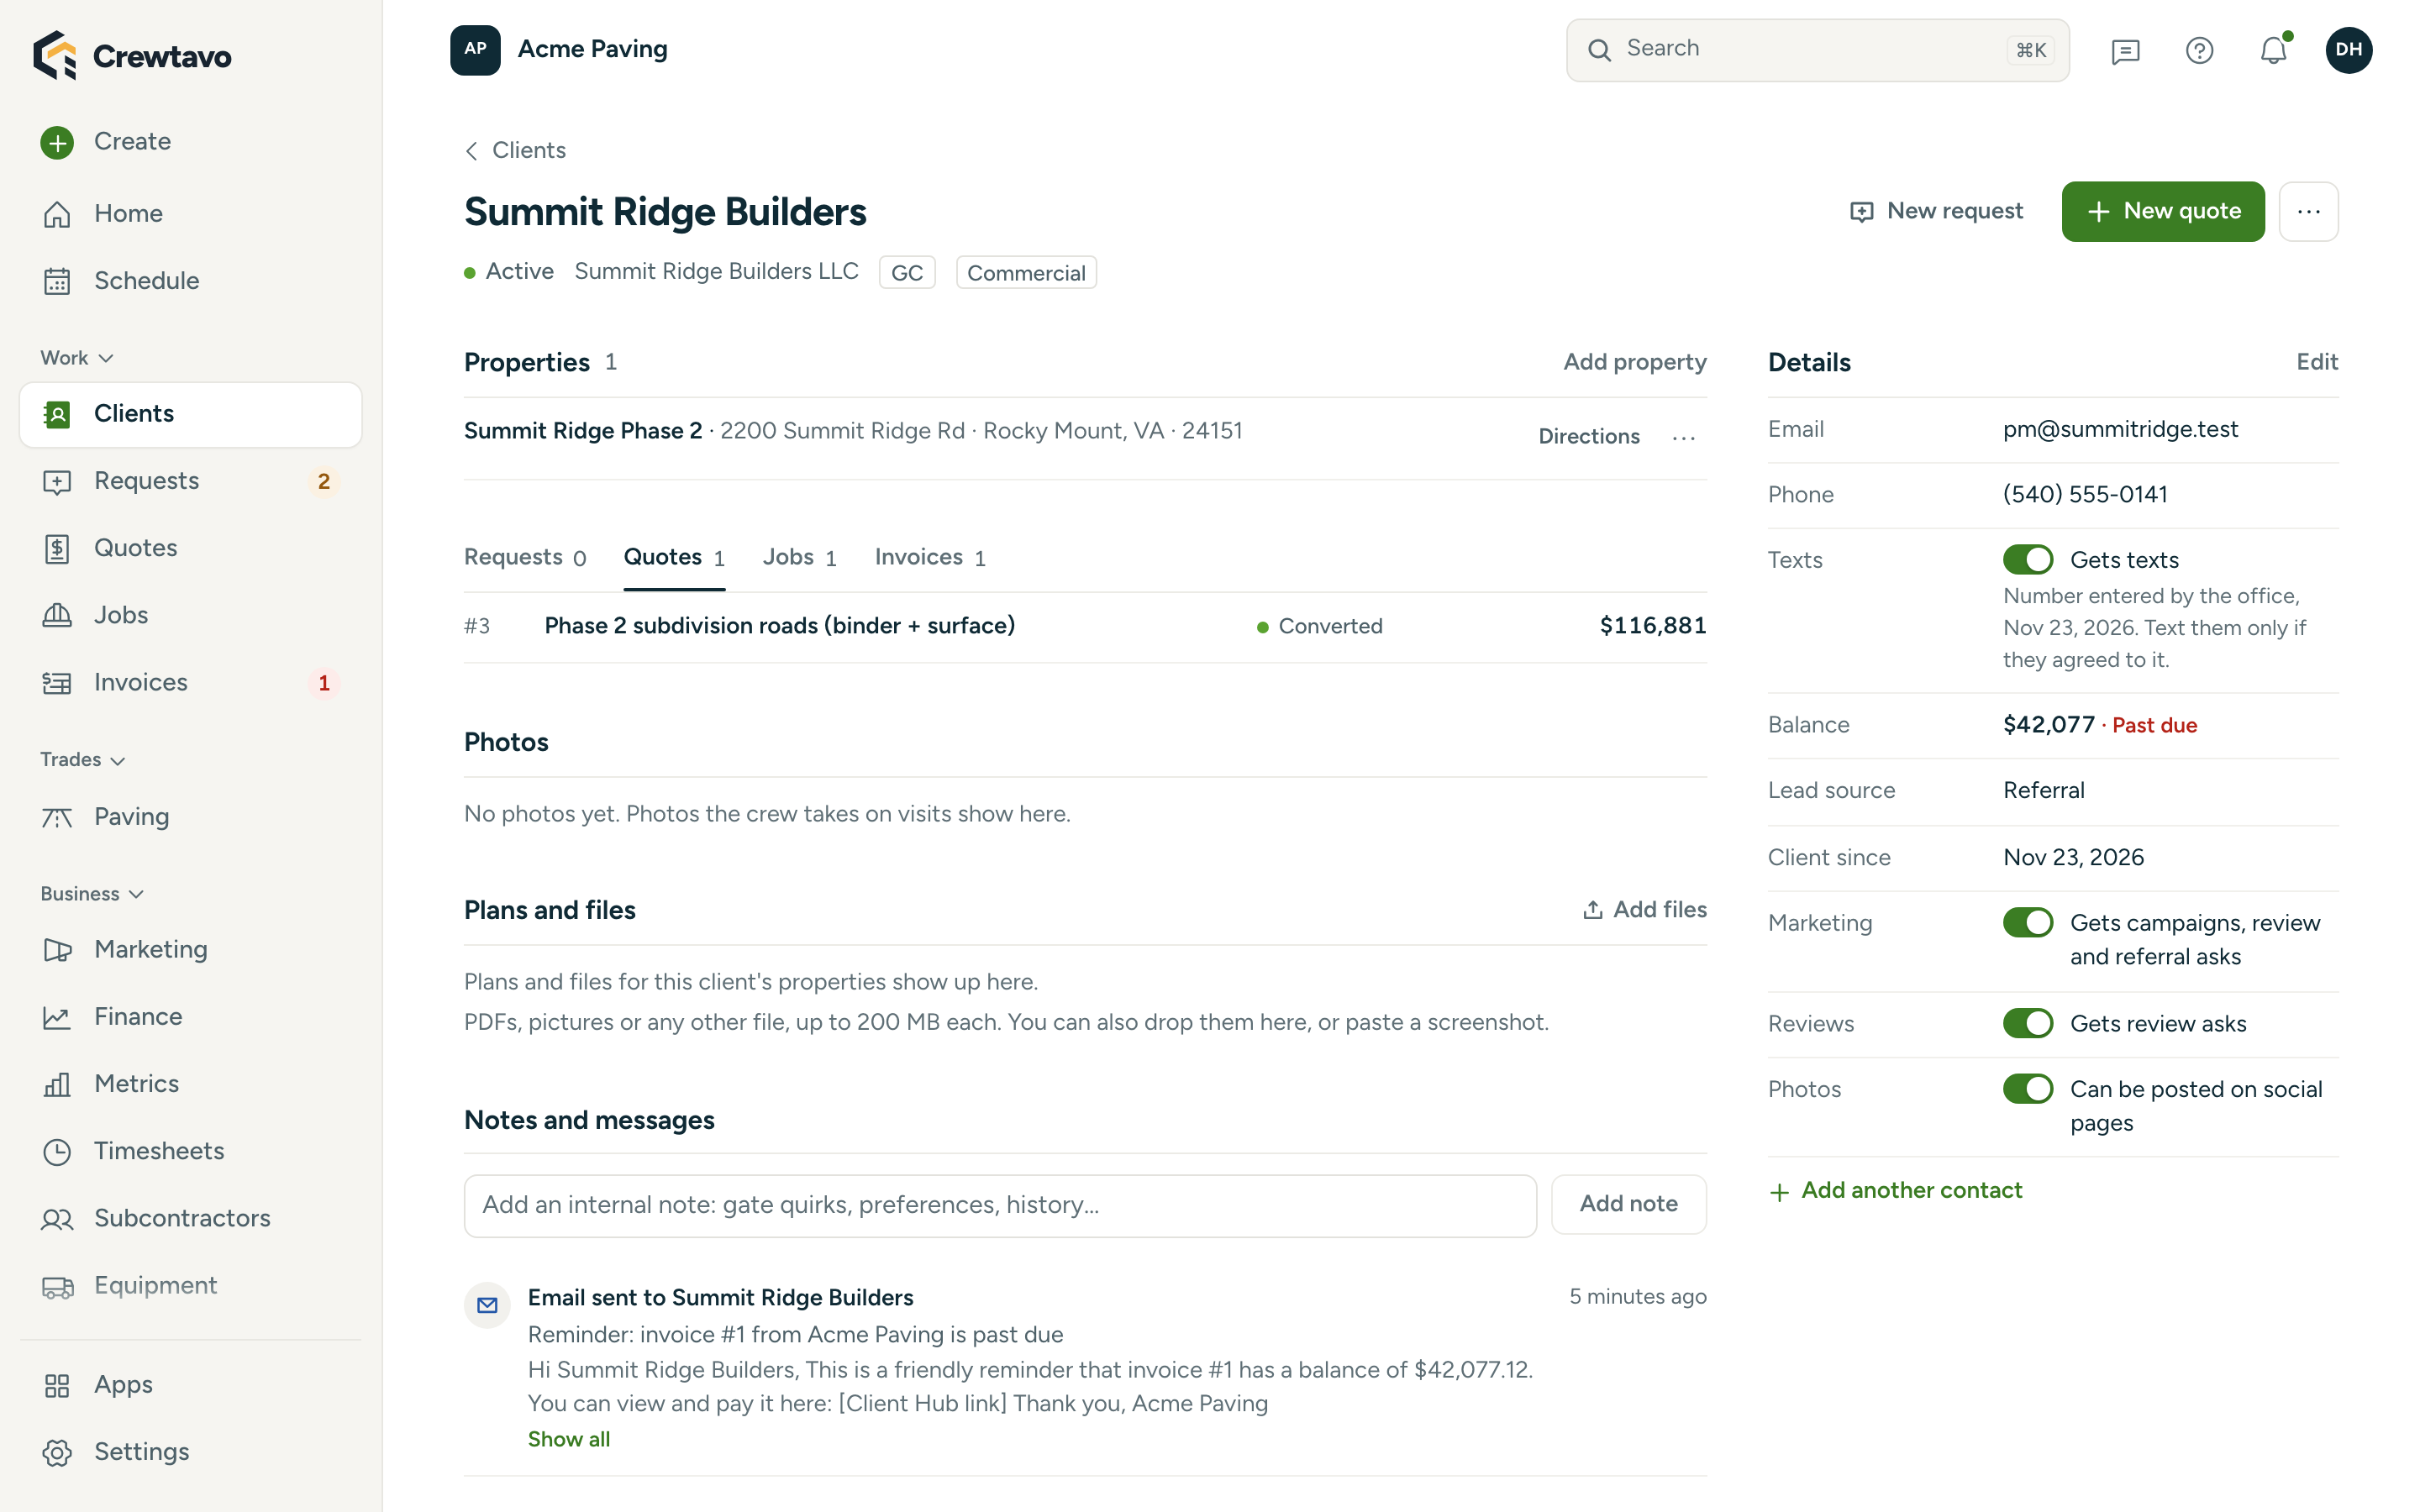 Crewtavo
Create
Home
Schedule
Work
Clients
Requests 2
Quotes
Jobs
Invoices 1
Trades
Paving
Business
Marketing
Finance
Metrics
Timesheets
Subcontractors
Equipment
Apps
Settings
AP Acme Paving
Search ⌘K
DH
Clients
Summit Ridge Builders
New request
New quote
Active Summit Ridge Builders LLC GC Commercial
Properties 1 Add property
Summit Ridge Phase 2 · 2200 Summit Ridge Rd · Rocky Mount, VA · 24151 Directions
Requests 0 Quotes 1 Jobs 1 Invoices 1
#3 Phase 2 subdivision roads (binder + surface) Converted $116,881
Photos
No photos yet. Photos the crew takes on visits show here.
Plans and files Add files
Plans and files for this client's properties show up here.
PDFs, pictures or any other file, up to 200 MB each. You can also drop them here, or paste a screenshot.
Notes and messages
Add an internal note: gate quirks, preferences, history...
Add note
Email sent to Summit Ridge Builders 5 minutes ago
Reminder: invoice #1 from Acme Paving is past due
Hi Summit Ridge Builders, This is a friendly reminder that invoice #1 has a balance of $42,077.12.
You can view and pay it here: [Client Hub link] Thank you, Acme Paving
Show all
Details Edit
Email pm@summitridge.test
Phone (540) 555-0141
Texts Gets texts
Number entered by the office,
Nov 23, 2026. Text them only if
they agreed to it.
Balance $42,077 · Past due
Lead source Referral
Client since Nov 23, 2026
Marketing Gets campaigns, review
and referral asks
Reviews Gets review asks
Photos Can be posted on social
pages
Add another contact